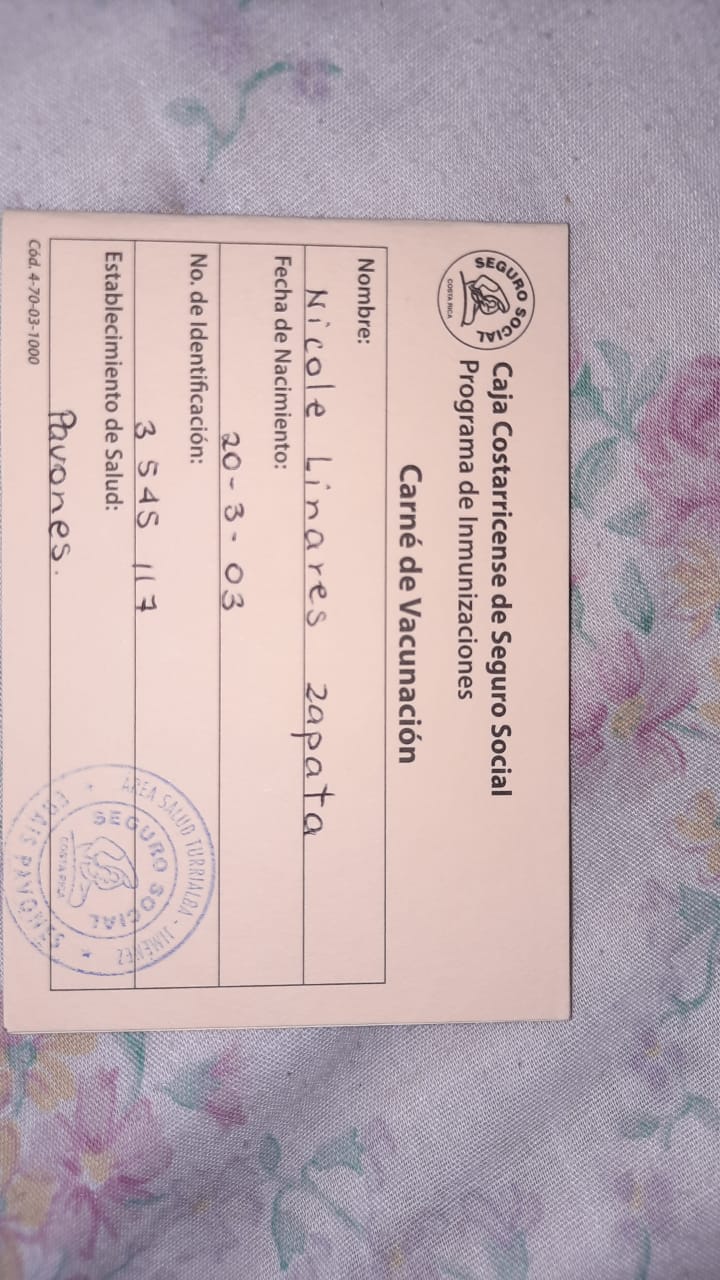 SEGURO SOCIAL
COSTA RICA
Caja Costarricense de Seguro Social
Programa de Inmunizaciones
Carné de Vacunación
Nombre:
Nicole Linares Zapata
Fecha de Nacimiento:
20-3-03
No. de Identificación:
3 545 117
Establecimiento de Salud:
Pavones.
AREA SALUD TURRIALBA - JIMÉNEZ
SEGURO SOCIAL
COSTA RICA
EBAIS PAVONES
Cód. 4-70-03-1000